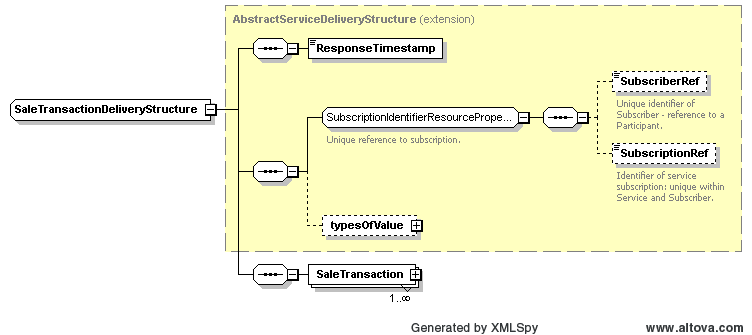 AbstractServiceDeliveryStructure (extension)
ResponseTimestamp
SaleTransactionDeliveryStructure
SubscriptionIdentifierResourcePrope...
Unique reference to subscription.
SubscriberRef
Unique identifier of
Subscriber - reference to a
Participant.
SubscriptionRef
Identifier of service
subscription: unique within
Service and Subscriber.
typesOfValue
SaleTransaction
1..∞
Generated by XMLSpy
www.altova.com